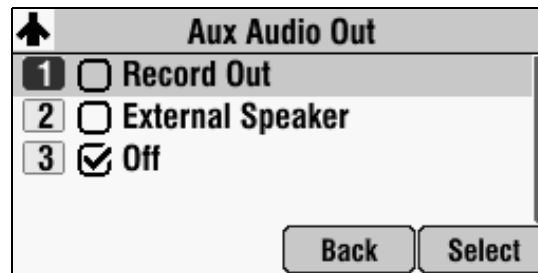 Aux Audio Out
1 Record Out
2 External Speaker
3 Off
Back Select